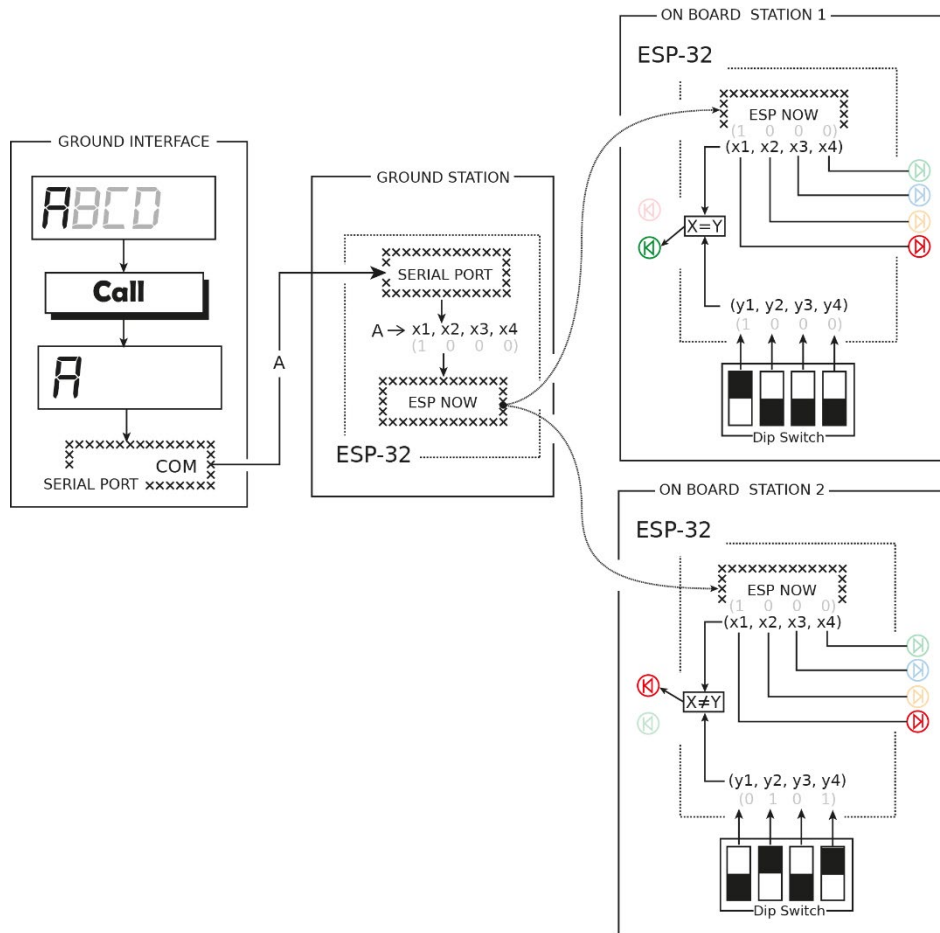 GROUND INTERFACE
ABCD
Call
A
COM
SERIAL PORT
A
GROUND STATION
SERIAL PORT
A → x1, x2, x3, x4
(1 0 0 0)
ESP NOW
ESP-32
ON BOARD STATION 1
ESP-32
ESP NOW
(1 0 0 0)
(x1, x2, x3, x4)
X=Y
(y1, y2, y3, y4)
(1 0 0 0)
Dip Switch
ON BOARD STATION 2
ESP-32
ESP NOW
(1 0 0 0)
(x1, x2, x3, x4)
X≠Y
(y1, y2, y3, y4)
(0 1 0 1)
Dip Switch